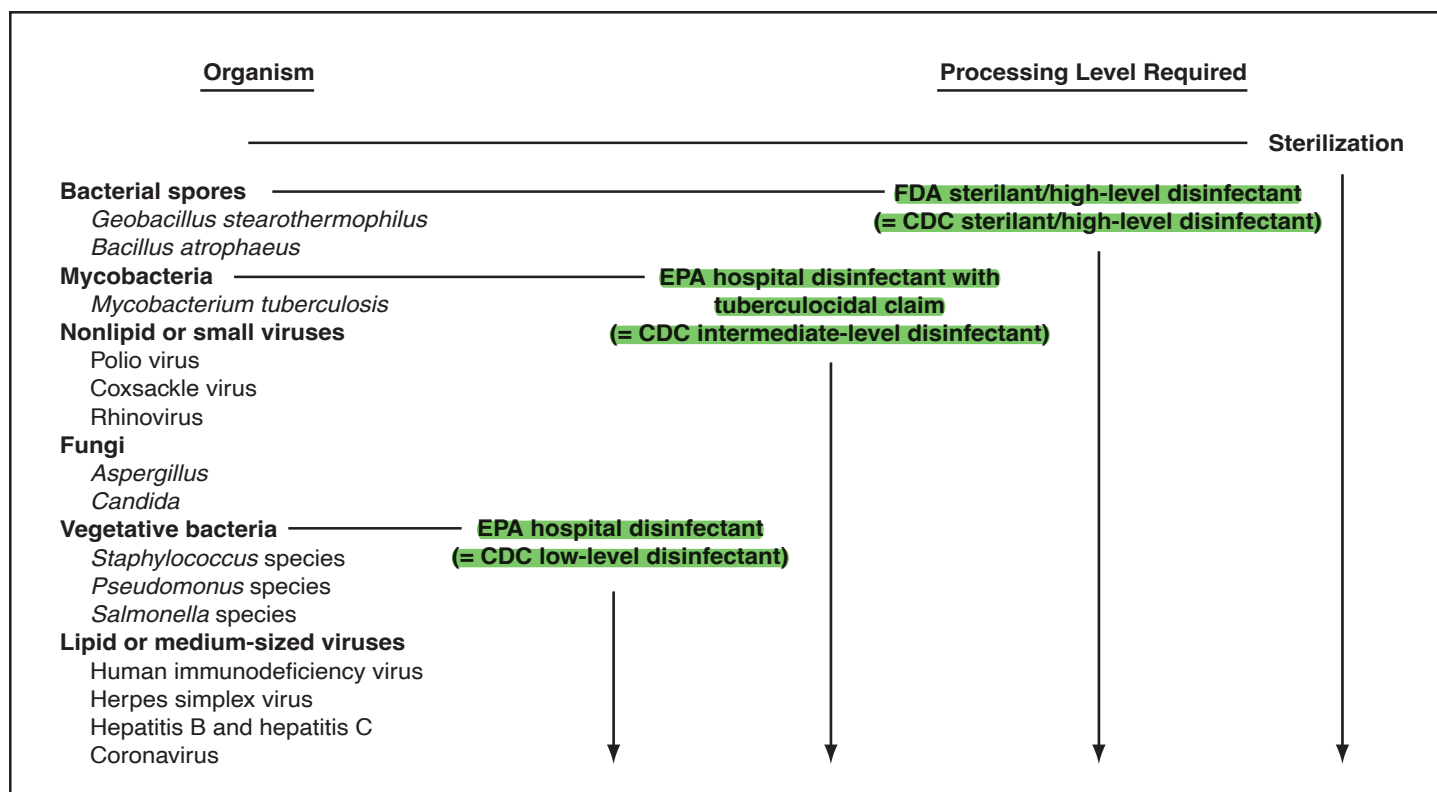 Organism Processing Level Required
Sterilization
Bacterial spores FDA sterilant/high-level disinfectant
Geobacillus stearothermophilus (= CDC sterilant/high-level disinfectant)
Bacillus atrophaeus
Mycobacteria EPA hospital disinfectant with
Mycobacterium tuberculosis tuberculocidal claim
Nonlipid or small viruses (= CDC intermediate-level disinfectant)
Polio virus
Coxsackle virus
Rhinovirus
Fungi
Aspergillus
Candida
Vegetative bacteria EPA hospital disinfectant
Staphylococcus species (= CDC low-level disinfectant)
Pseudomonus species
Salmonella species
Lipid or medium-sized viruses
Human immunodeficiency virus
Herpes simplex virus
Hepatitis B and hepatitis C
Coronavirus